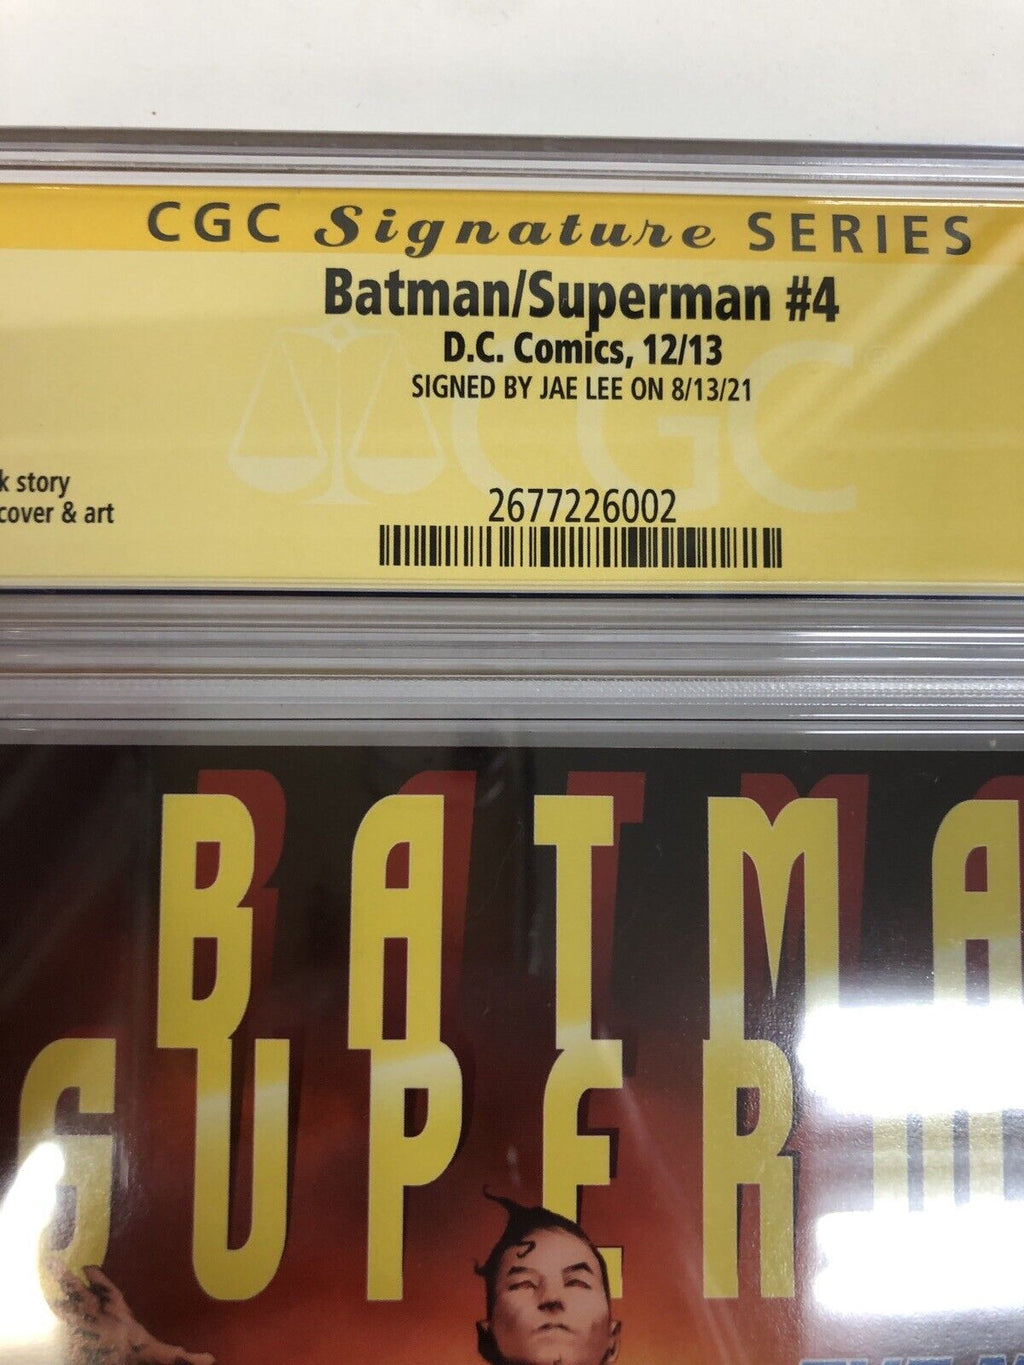 CGC Signature SERIES
Batman/Superman #4
D.C. Comics, 12/13
SIGNED BY JAE LEE ON 8/13/21
k story
cover & art
CGC
2677226002
BATMA
SUPER